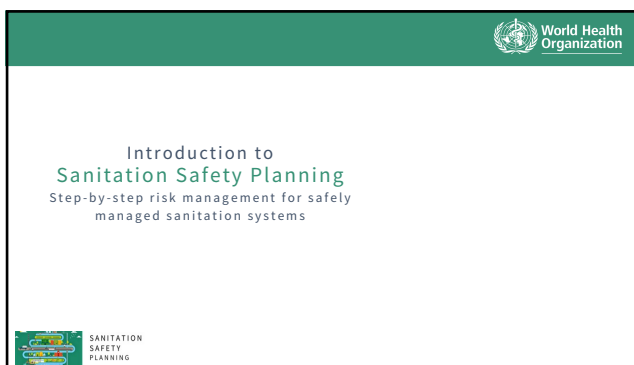 World Health
Organization
Introduction to
Sanitation Safety Planning
Step-by-step risk management for safely
managed sanitation systems
SANITATION
SAFETY
PLANNING